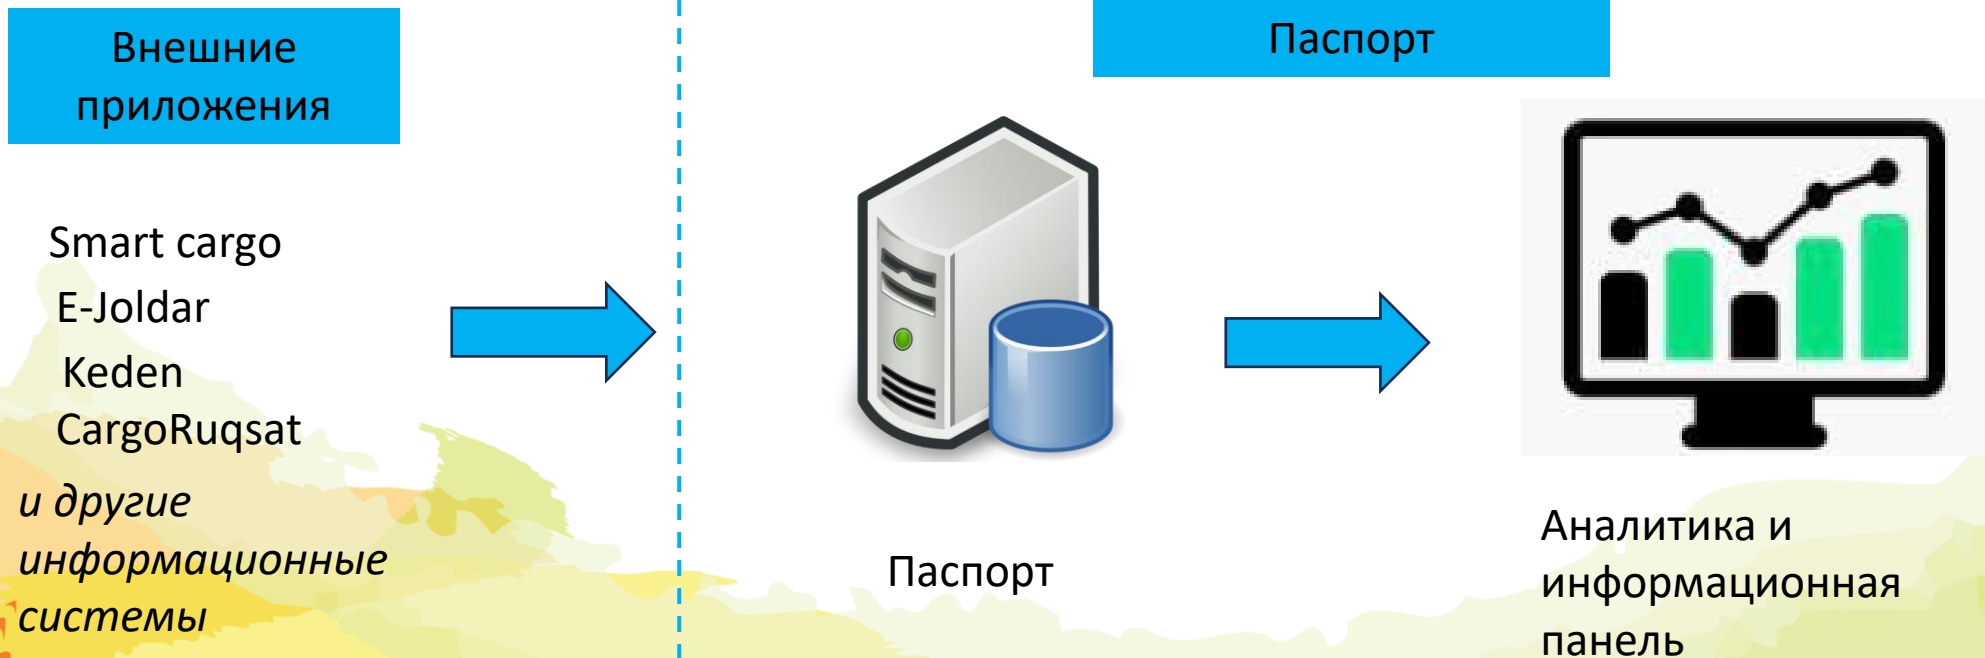 Внешние
приложения
Паспорт
Smart cargo
E-Joldar
Keden
CargoRuqsat
и другие
информационные
системы
Паспорт
Аналитика и
информационная
панель